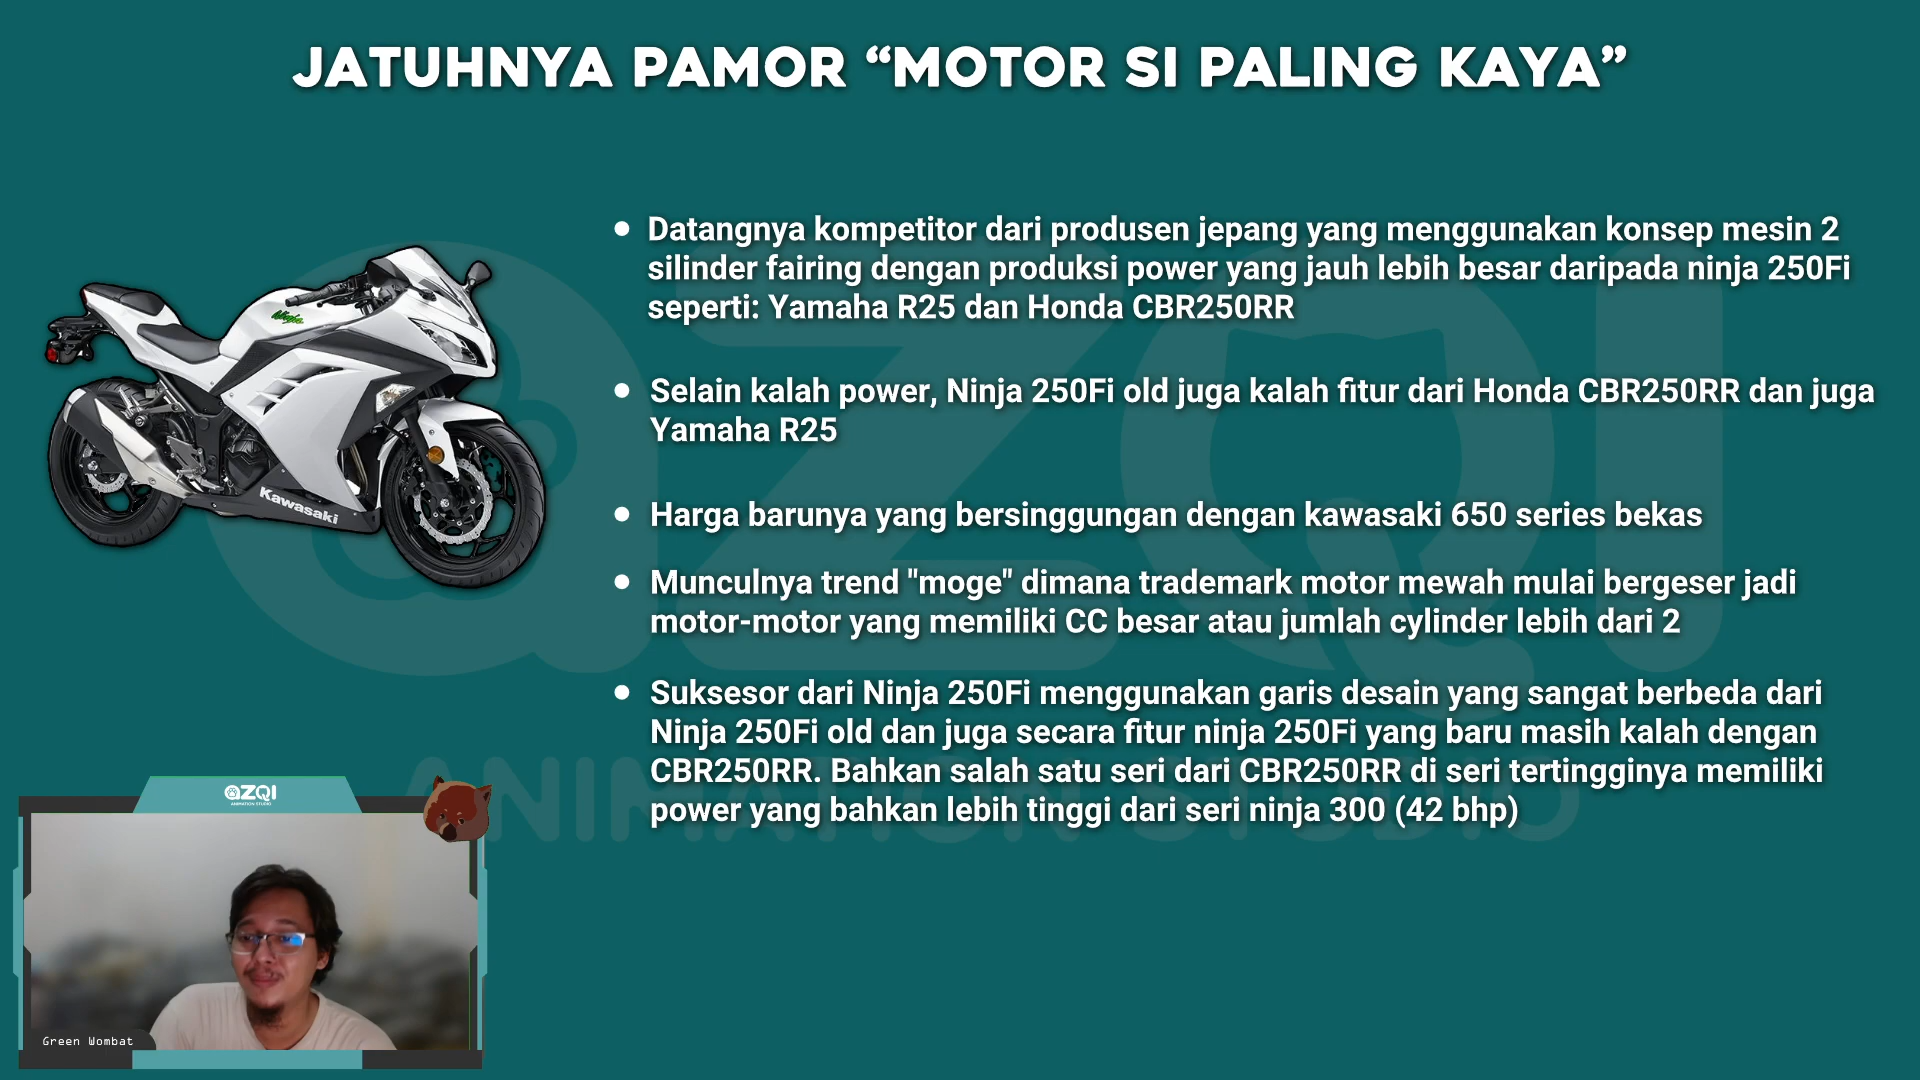 JATUHNYA PAMOR “MOTOR SI PALING KAYA”
Datangnya kompetitor dari produsen jepang yang menggunakan konsep mesin 2
silinder fairing dengan produksi power yang jauh lebih besar daripada ninja 250Fi
seperti: Yamaha R25 dan Honda CBR250RR
Selain kalah power, Ninja 250Fi old juga kalah fitur dari Honda CBR250RR dan juga
Yamaha R25
Harga barunya yang bersinggungan dengan kawasaki 650 series bekas
Munculnya trend "moge" dimana trademark motor mewah mulai bergeser jadi
motor-motor yang memiliki CC besar atau jumlah cylinder lebih dari 2
Suksesor dari Ninja 250Fi menggunakan garis desain yang sangat berbeda dari
Ninja 250Fi old dan juga secara fitur ninja 250Fi yang baru masih kalah dengan
CBR250RR. Bahkan salah satu seri dari CBR250RR di seri tertingginya memiliki
power yang bahkan lebih tinggi dari seri ninja 300 (42 bhp)
Ninja
Kawasaki
aZQI
ANIMATION STUDIO
aZQI
ANIMATION STUDIO
Green Wombat